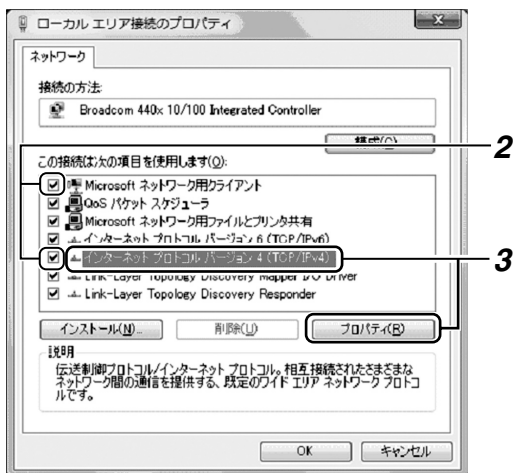 ローカル エリア接続のプロパティ
ネットワーク
接続の方法:
Broadcom 440x 10/100 Integrated Controller
構成(C)...
2
この接続は次の項目を使用します(O):
Microsoft ネットワーク用クライアント
QoS パケット スケジューラ
Microsoft ネットワーク用ファイルとプリンタ共有
インターネット プロトコル バージョン 6 (TCP/IPv6)
インターネット プロトコル バージョン 4 (TCP/IPv4)
3
Link-Layer Topology Discovery Mapper I/O Driver
Link-Layer Topology Discovery Responder
インストール(N)...
削除(U)
プロパティ(R)
説明
伝送制御プロトコル/インターネット プロトコル。相互接続されたさまざまな
ネットワーク間の通信を提供する、既定のワイド エリア ネットワーク プロトコ
ルです。
OK
キャンセル